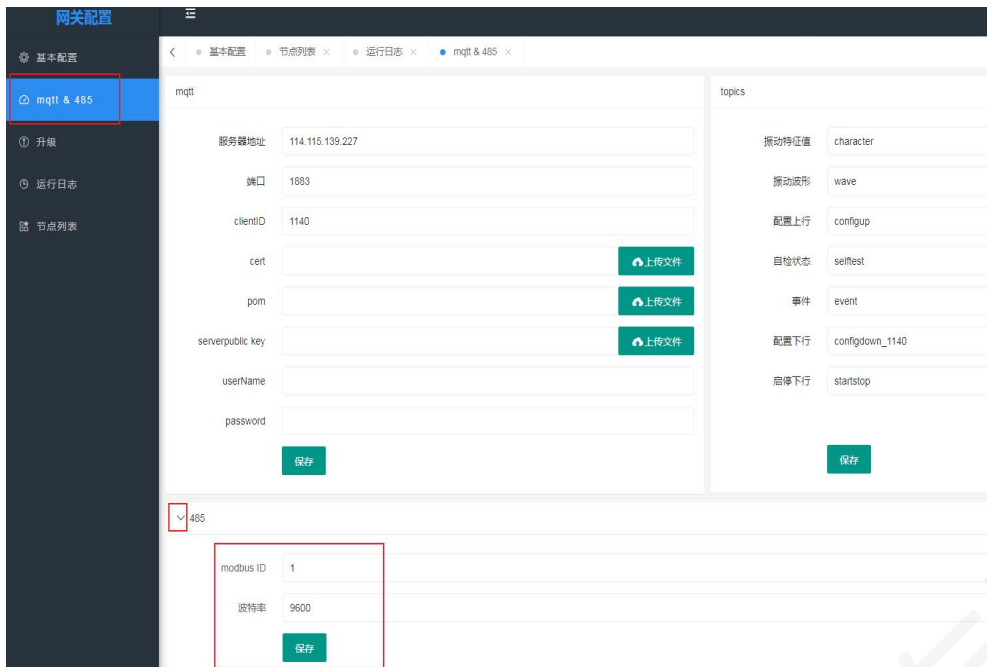 网关配置
基本配置
mqtt & 485
升级
运行日志
节点列表
基本配置 节点列表 运行日志 mqtt & 485
mqtt
服务器地址 114.115.139.227
端口 1883
clientID 1140
cert 上传文件
pom 上传文件
serverpublic key 上传文件
userName
password
保存
topics
振动特征值 character
振动波形 wave
配置上行 configup
自检状态 selftest
事件 event
配置下行 configdown_1140
启停下行 startstop
保存
485
modbus ID 1
波特率 9600
保存